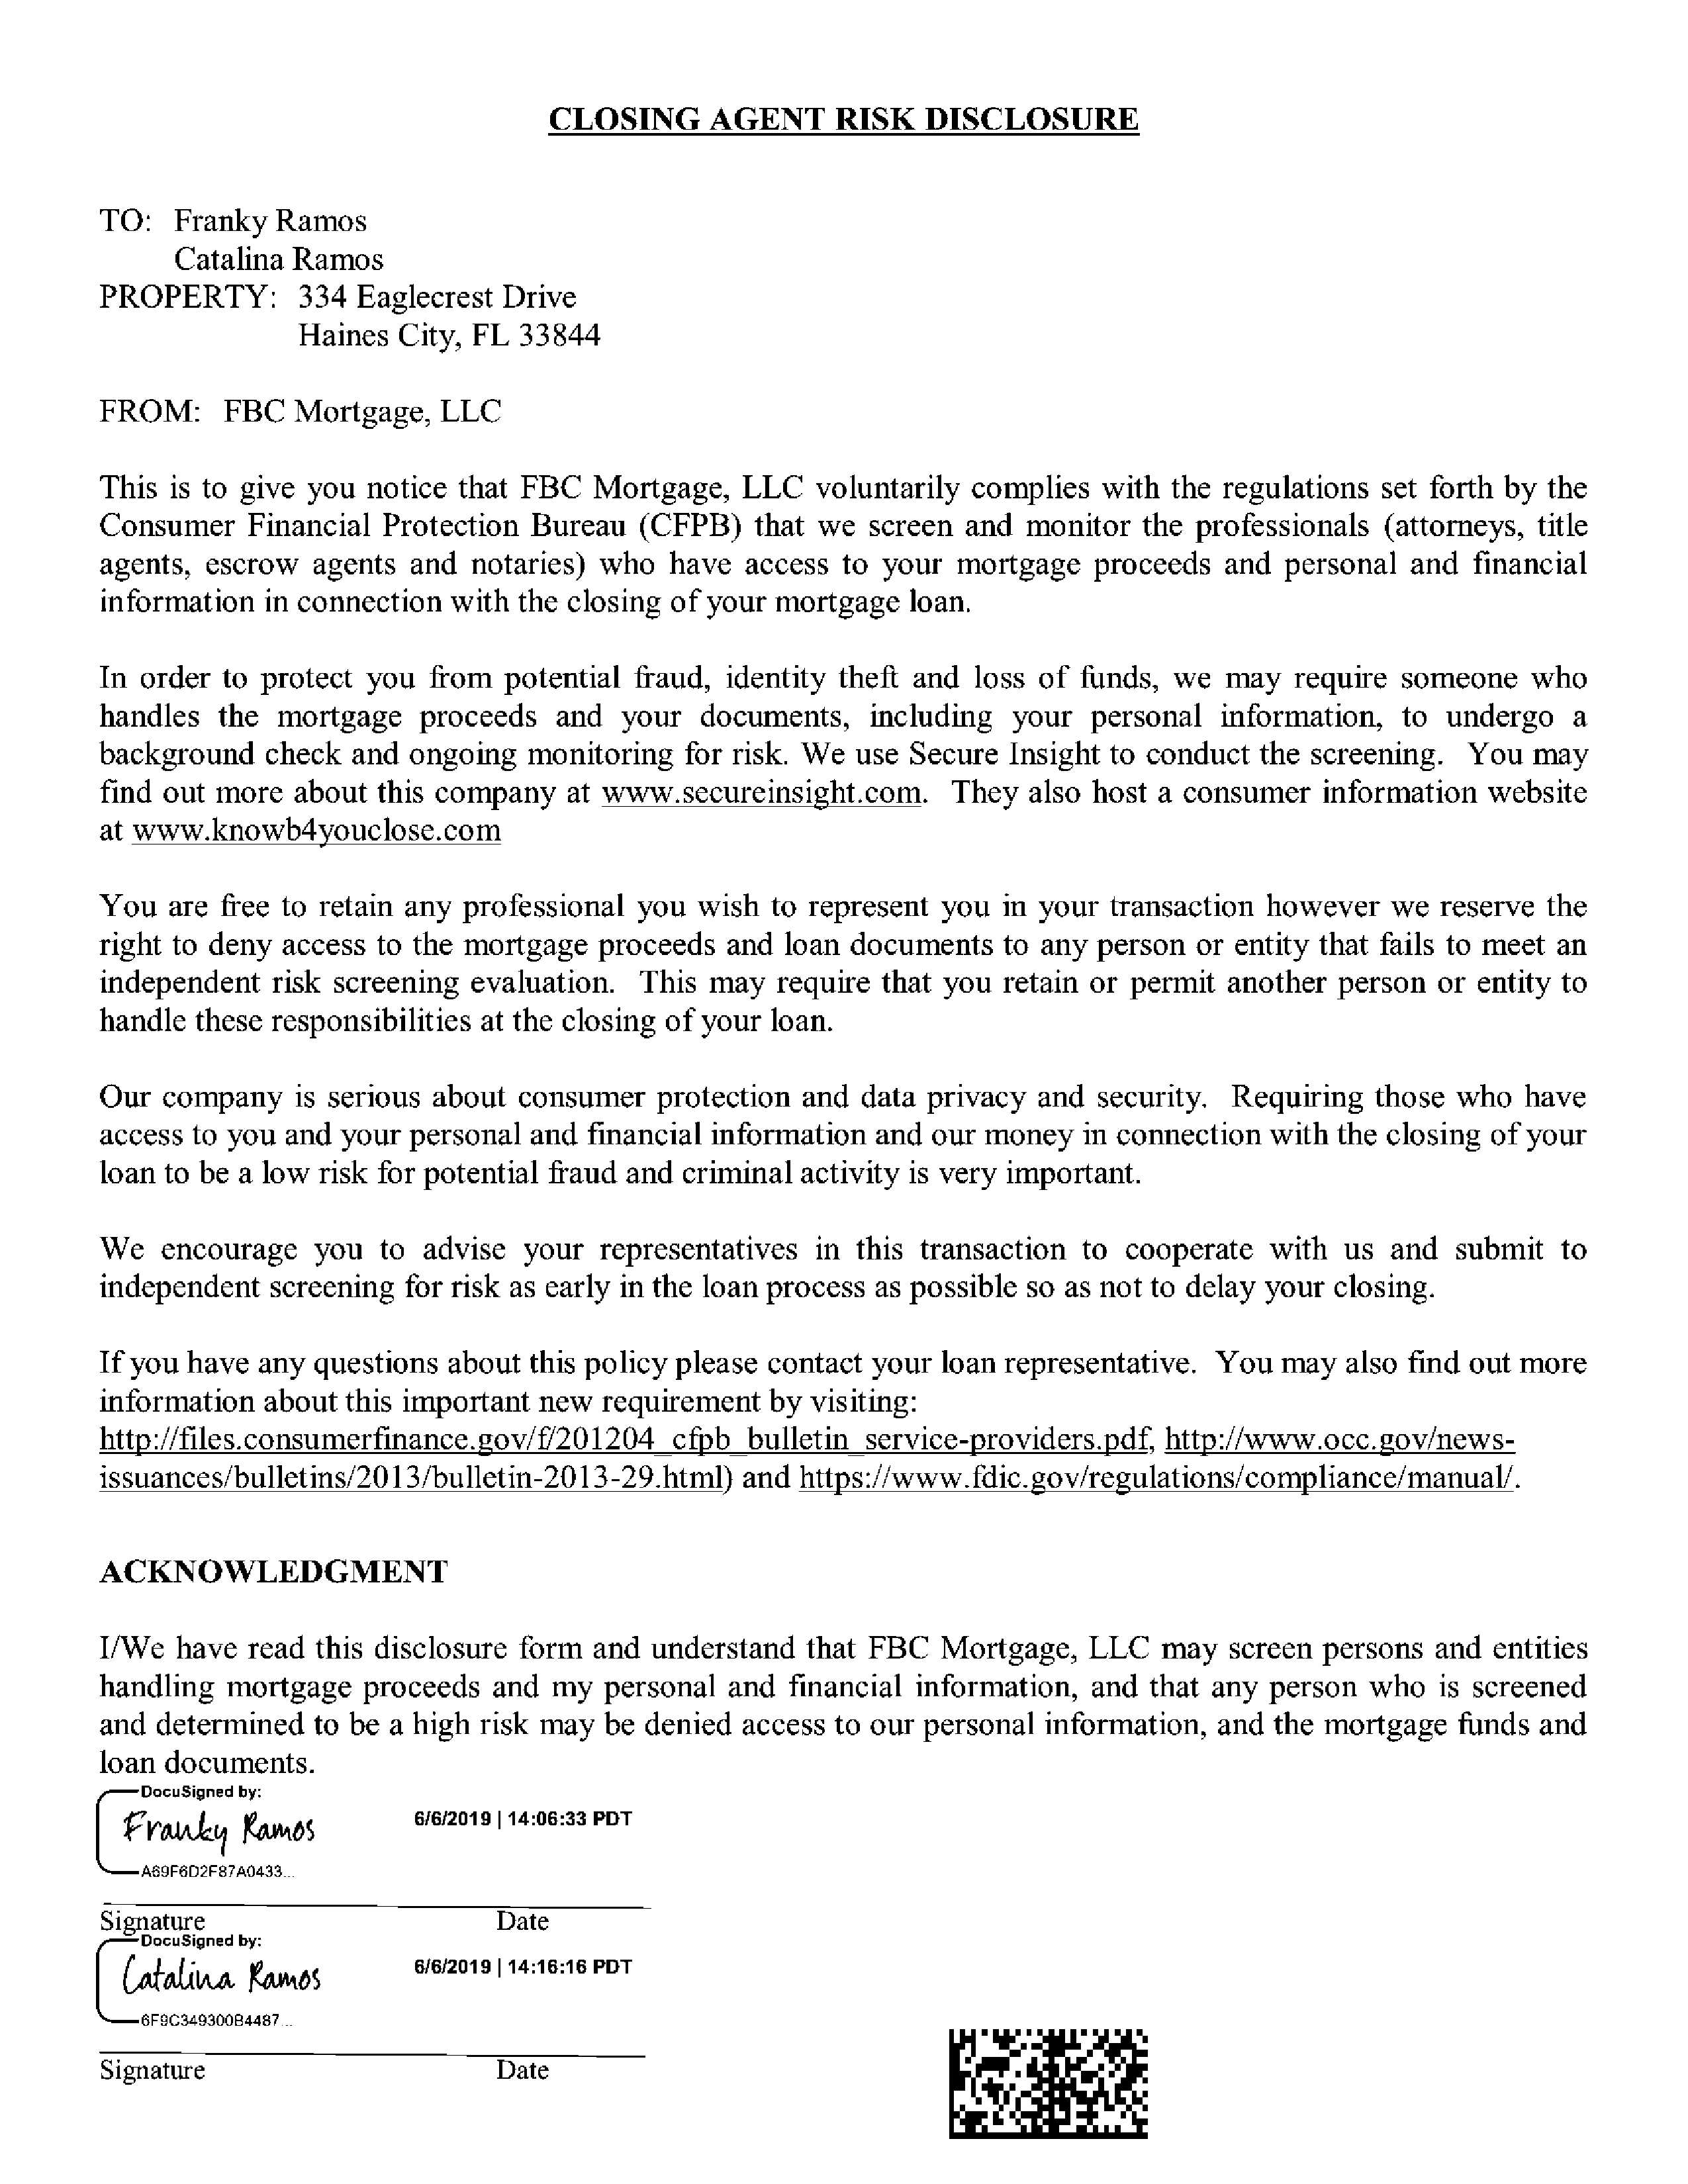 CLOSING AGENT RISK DISCLOSURE
TO: Franky Ramos
Catalina Ramos
PROPERTY: 334 Eaglecrest Drive
Haines City, FL 33844
FROM: FBC Mortgage, LLC
This is to give you notice that FBC Mortgage, LLC voluntarily complies with the regulations set forth by the
Consumer Financial Protection Bureau (CFPB) that we screen and monitor the professionals (attorneys, title
agents, escrow agents and notaries) who have access to your mortgage proceeds and personal and financial
information in connection with the closing of your mortgage loan.
In order to protect you from potential fraud, identity theft and loss of funds, we may require someone who
handles the mortgage proceeds and your documents, including your personal information, to undergo a
background check and ongoing monitoring for risk. We use Secure Insight to conduct the screening. You may
find out more about this company at www.secureinsight.com. They also host a consumer information website
at www.knowb4youclose.com
You are free to retain any professional you wish to represent you in your transaction however we reserve the
right to deny access to the mortgage proceeds and loan documents to any person or entity that fails to meet an
independent risk screening evaluation. This may require that you retain or permit another person or entity to
handle these responsibilities at the closing of your loan.
Our company is serious about consumer protection and data privacy and security. Requiring those who have
access to you and your personal and financial information and our money in connection with the closing of your
loan to be a low risk for potential fraud and criminal activity is very important.
We encourage you to advise your representatives in this transaction to cooperate with us and submit to
independent screening for risk as early in the loan process as possible so as not to delay your closing.
If you have any questions about this policy please contact your loan representative. You may also find out more
information about this important new requirement by visiting:
http://files.consumerfinance.gov/f/201204_cfpb_bulletin_service-providers.pdf, http://www.occ.gov/news-
issuances/bulletins/2013/bulletin-2013-29.html) and https://www.fdic.gov/regulations/compliance/manual/.
ACKNOWLEDGMENT
I/We have read this disclosure form and understand that FBC Mortgage, LLC may screen persons and entities
handling mortgage proceeds and my personal and financial information, and that any person who is screened
and determined to be a high risk may be denied access to our personal information, and the mortgage funds and
loan documents.
DocuSigned by:
Franky Ramos 6/6/2019 | 14:06:33 PDT
A69F6D2F87A0433...
Signature Date
DocuSigned by:
Catalina Ramos 6/6/2019 | 14:16:16 PDT
6F9C349300B4487...
Signature Date